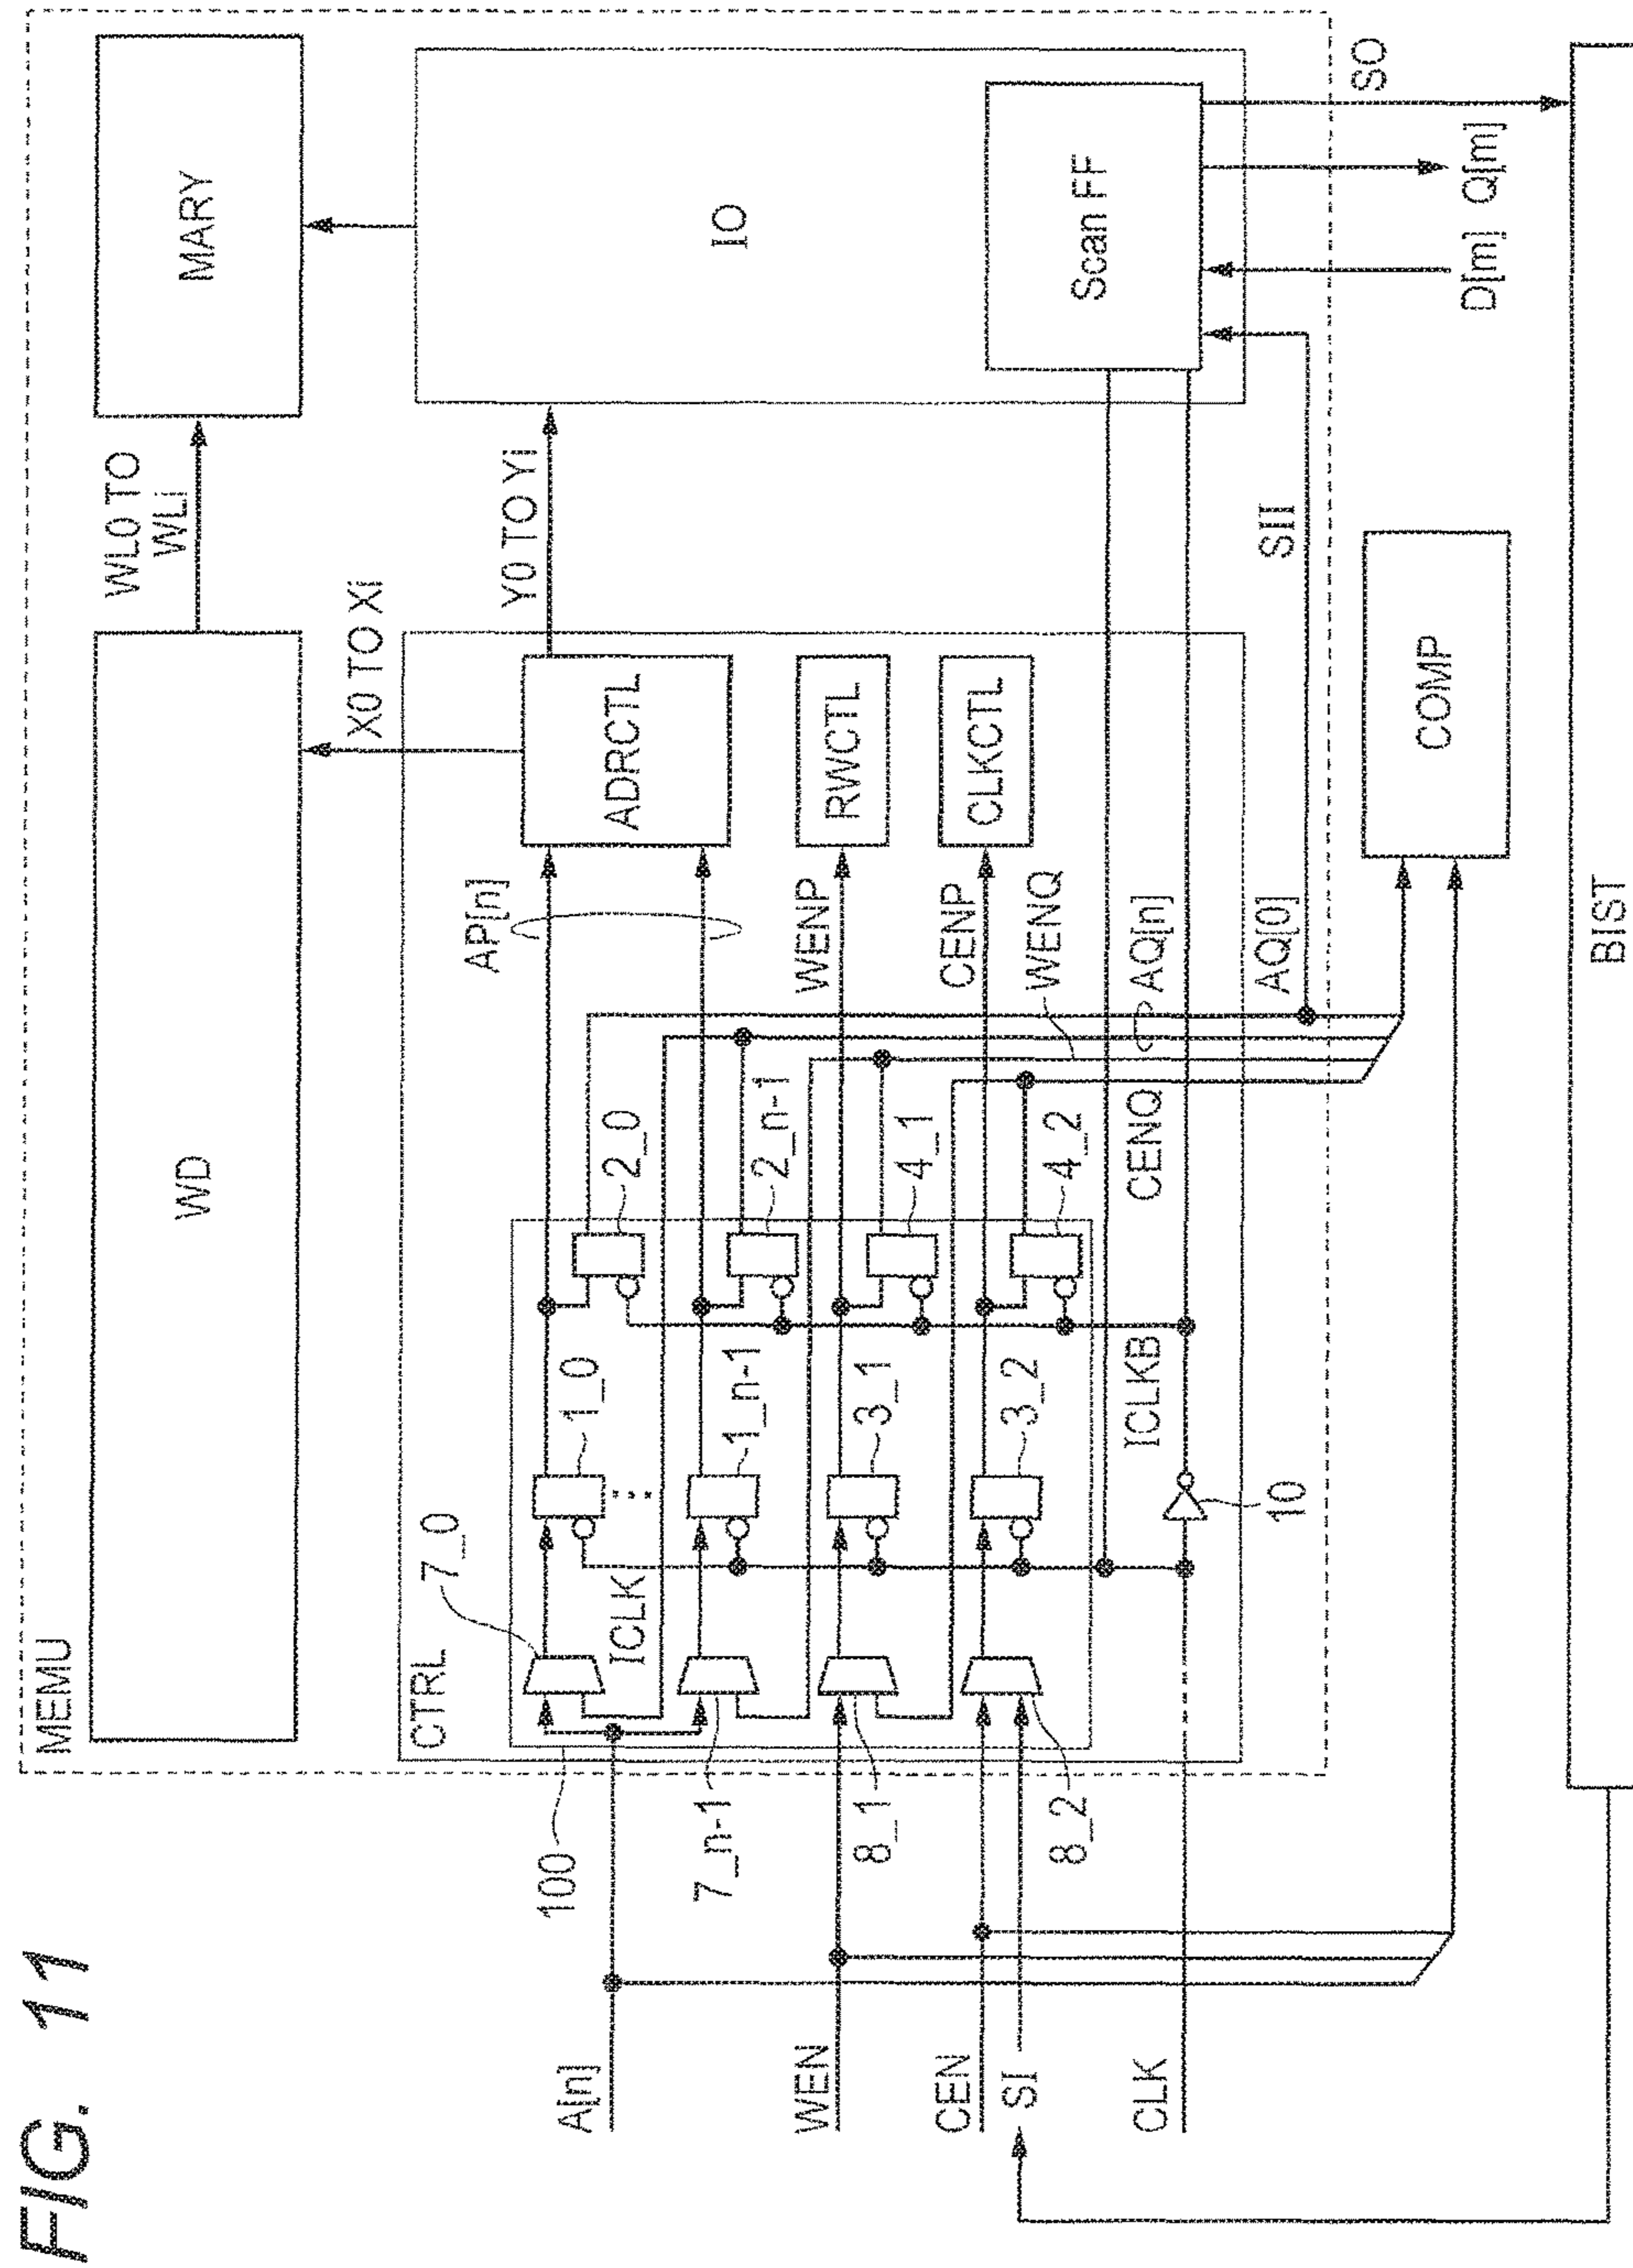 FIG. 11
MEMU
WD
WL0 TO
WLi
MARY
X0 TO Xi
CTRL
7_0
AP[n]
ADRCTL
Y0 TO Yi
IO
100
A[n]
ICLK
1_0
2_0
7_n-1
1_n-1
2_n-1
WEN
8_1
3_1
4_1
WENP
RWCTL
CEN
SI
8_2
3_2
4_2
CENP
CLKCTL
WENQ
Scan FF
CLK
ICLKB
CENQ
AQ[n]
10
AQ[0]
SII
SO
COMP
D[m]
Q[m]
BIST